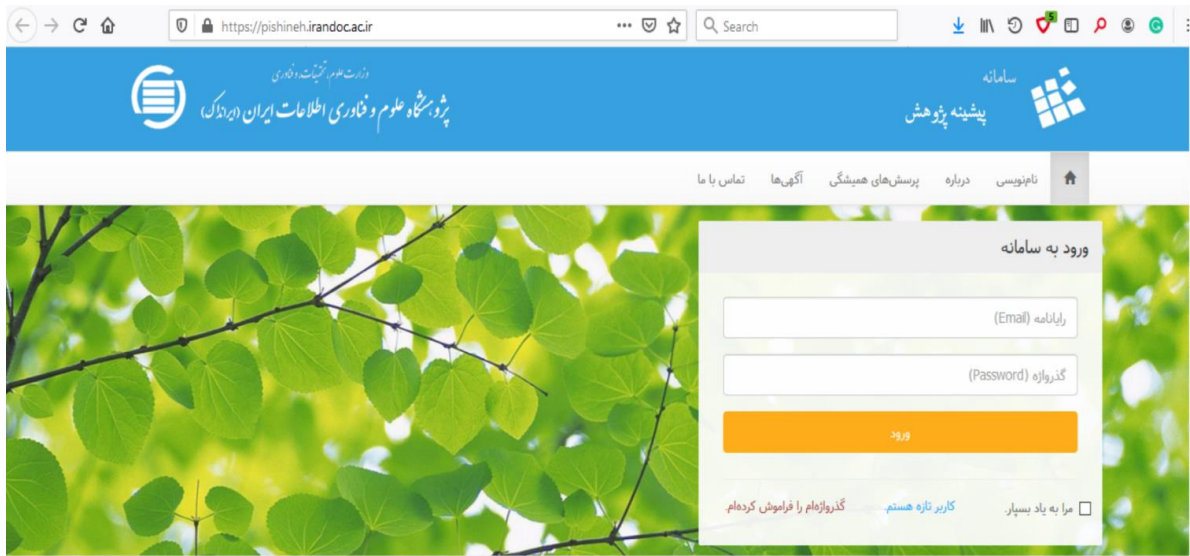 https://pishineh.irandoc.ac.ir
Search
5
سامانه
پیشینه پژوهش
وزارت علوم، تحقیقات و فناوری
پژوهشگاه علوم و فناوری اطلاعات ایران (ایرانداک)
نام‌نویسی درباره پرسش‌های همیشگی آگهی‌ها تماس با ما
ورود به سامانه
رایانامه (Email)
گذرواژه (Password)
ورود
مرا به یاد بسپار. کاربر تازه هستم. گذرواژه‌ام را فراموش کرده‌ام.